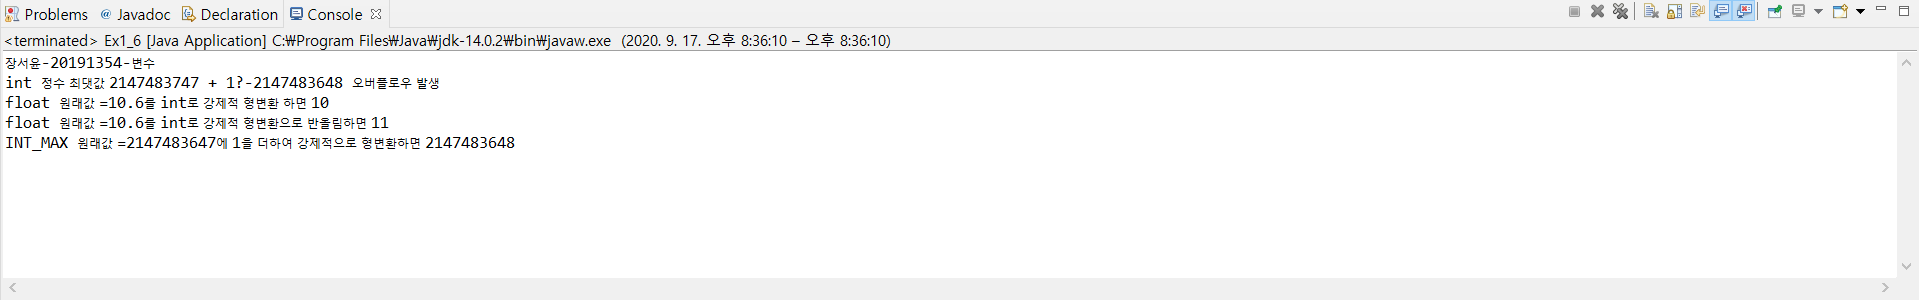 Problems @ Javadoc Declaration Console
<terminated> Ex1_6 [Java Application] C:₩Program Files₩Java₩jdk-14.0.2₩bin₩javaw.exe (2020. 9. 17. 오후 8:36:10 – 오후 8:36:10)
장서윤-20191354-변수
int 정수 최댓값 2147483747 + 1?-2147483648 오버플로우 발생
float 원래값 =10.6를 int로 강제적 형변환 하면 10
float 원래값 =10.6를 int로 강제적 형변환으로 반올림하면 11
INT_MAX 원래값 =2147483647에 1을 더하여 강제적으로 형변환하면 2147483648